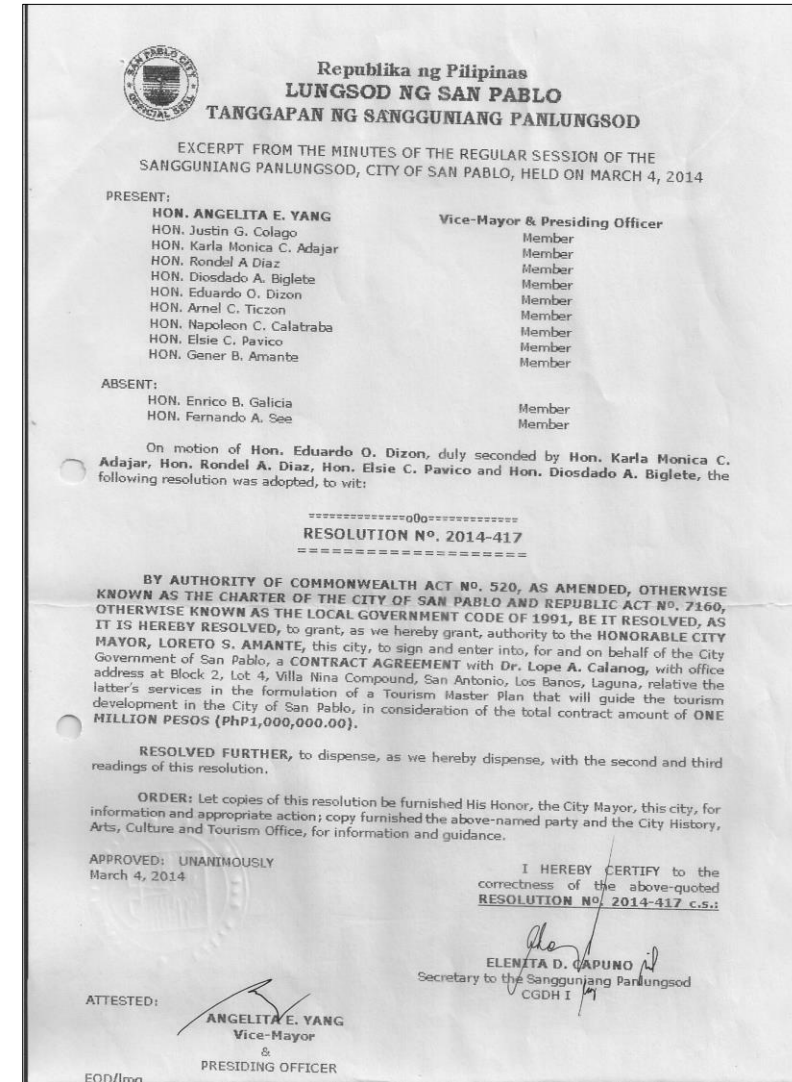 SAN PABLO CITY
OFFICIAL SEAL
Republika ng Pilipinas
LUNGSOD NG SAN PABLO
TANGGAPAN NG SANGGUNIANG PANLUNGSOD
EXCERPT FROM THE MINUTES OF THE REGULAR SESSION OF THE
SANGGUNIANG PANLUNGSOD, CITY OF SAN PABLO, HELD ON MARCH 4, 2014
PRESENT:
HON. ANGELITA E. YANG Vice-Mayor & Presiding Officer
HON. Justin G. Colago Member
HON. Karla Monica C. Adajar Member
HON. Rondel A Diaz Member
HON. Diosdado A. Biglete Member
HON. Eduardo O. Dizon Member
HON. Arnel C. Ticzon Member
HON. Napoleon C. Calatraba Member
HON. Elsie C. Pavico Member
HON. Gener B. Amante Member
ABSENT:
HON. Enrico B. Galicia Member
HON. Fernando A. See Member
On motion of Hon. Eduardo O. Dizon, duly seconded by Hon. Karla Monica C.
Adajar, Hon. Rondel A. Diaz, Hon. Elsie C. Pavico and Hon. Diosdado A. Biglete, the
following resolution was adopted, to wit:
==============o0o=============
RESOLUTION Nº. 2014-417
====================
BY AUTHORITY OF COMMONWEALTH ACT Nº. 520, AS AMENDED, OTHERWISE
KNOWN AS THE CHARTER OF THE CITY OF SAN PABLO AND REPUBLIC ACT Nº. 7160,
OTHERWISE KNOWN AS THE LOCAL GOVERNMENT CODE OF 1991, BE IT RESOLVED, AS
IT IS HEREBY RESOLVED, to grant, as we hereby grant, authority to the HONORABLE CITY
MAYOR, LORETO S. AMANTE, this city, to sign and enter into, for and on behalf of the City
Government of San Pablo, a CONTRACT AGREEMENT with Dr. Lope A. Calanog, with office
address at Block 2, Lot 4, Villa Nina Compound, San Antonio, Los Banos, Laguna, relative the
latter's services in the formulation of a Tourism Master Plan that will guide the tourism
development in the City of San Pablo, in consideration of the total contract amount of ONE
MILLION PESOS (PhP1,000,000.00).
RESOLVED FURTHER, to dispense, as we hereby dispense, with the second and third
readings of this resolution.
ORDER: Let copies of this resolution be furnished His Honor, the City Mayor, this city, for
information and appropriate action; copy furnished the above-named party and the City History,
Arts, Culture and Tourism Office, for information and guidance.
APPROVED: UNANIMOUSLY
March 4, 2014
I HEREBY CERTIFY to the
correctness of the above-quoted
RESOLUTION Nº. 2014-417 c.s.:
ELENITA D. CAPUNO
Secretary to the Sangguniang Panlungsod
CGDH I
ATTESTED:
ANGELITA E. YANG
Vice-Mayor
&
PRESIDING OFFICER
EOD/lmg